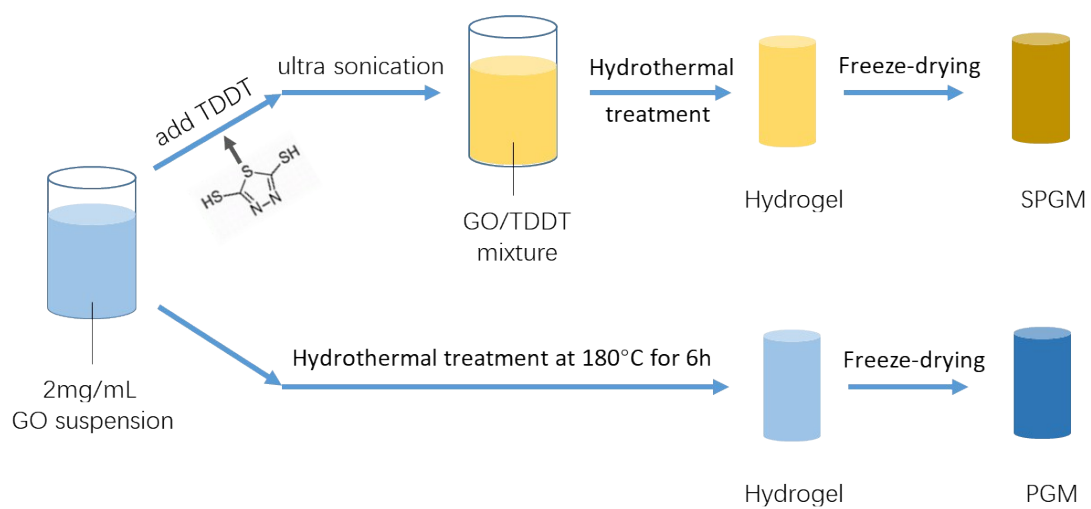 add TDDT
ultra sonication
Hydrothermal
treatment
Freeze-drying
HS
S
SH
N-N
GO/TDDT
mixture
Hydrogel
SPGM
2mg/mL
GO suspension
Hydrothermal treatment at 180°C for 6h
Freeze-drying
Hydrogel
PGM